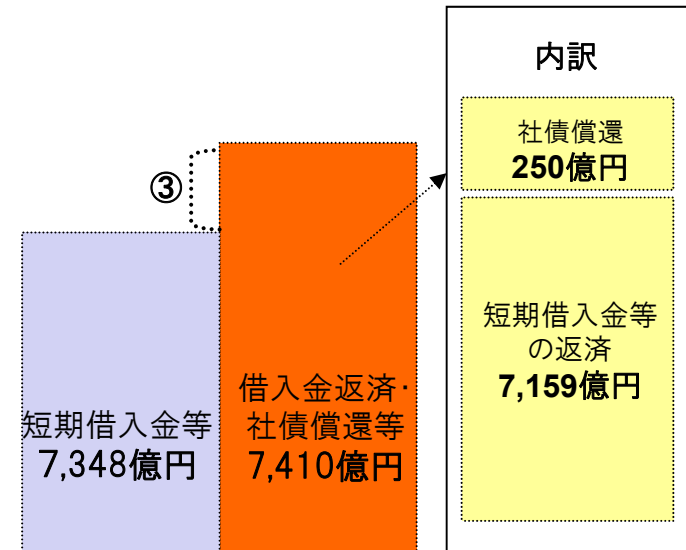 内訳
社債償還
250億円
③
短期借入金等
の返済
7,159億円
借入金返済・
社債償還等
7,410億円
短期借入金等
7,348億円